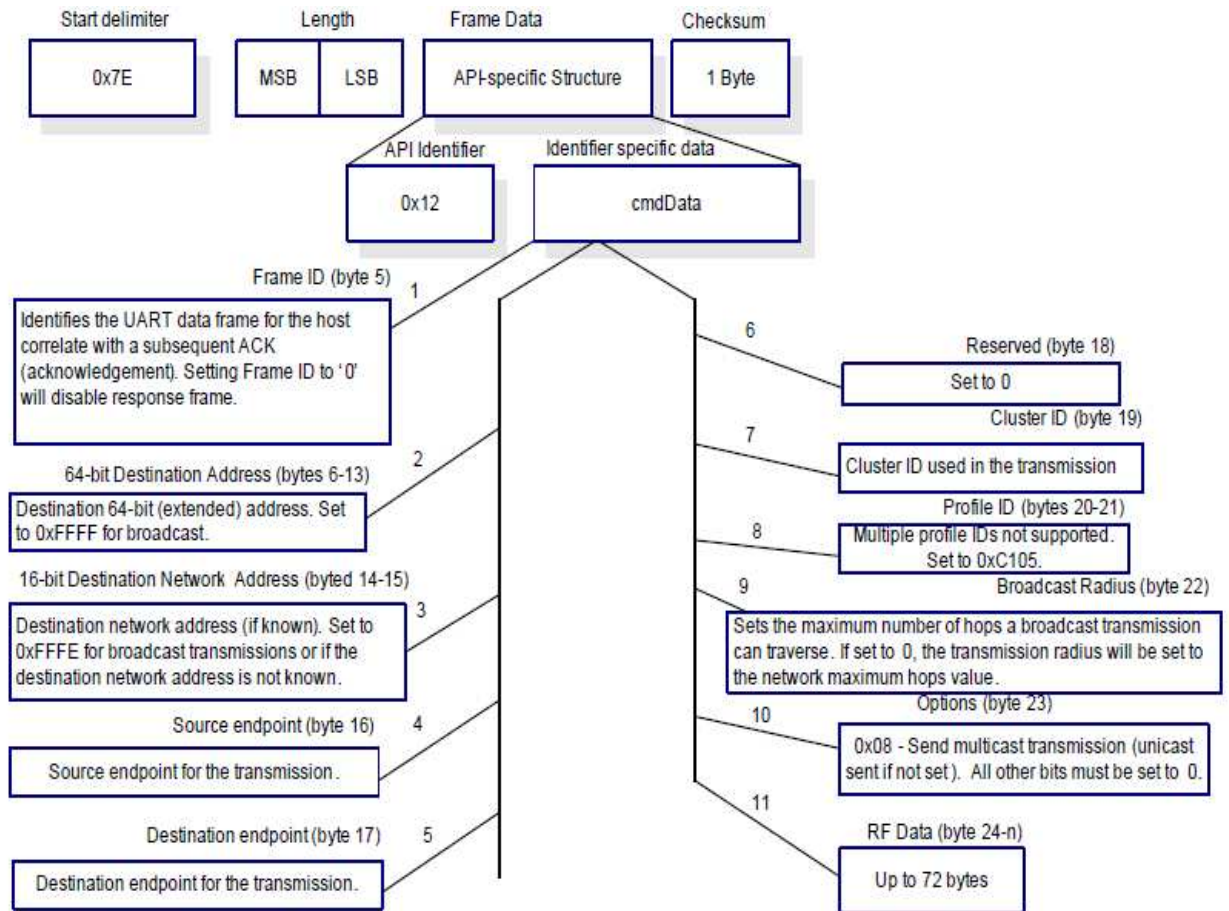 Start delimiter
Length
Frame Data
Checksum
0x7E
MSB
LSB
API-specific Structure
1 Byte
API Identifier
Identifier specific data
0x12
cmdData
Frame ID (byte 5)
1
Identifies the UART data frame for the host
correlate with a subsequent ACK
(acknowledgement). Setting Frame ID to ‘0’
will disable response frame.
64-bit Destination Address (bytes 6-13)
2
Destination 64-bit (extended) address. Set
to 0xFFFF for broadcast.
16-bit Destination Network Address (byted 14-15)
3
Destination network address (if known). Set to
0xFFFE for broadcast transmissions or if the
destination network address is not known.
Source endpoint (byte 16)
4
Source endpoint for the transmission.
Destination endpoint (byte 17)
5
Destination endpoint for the transmission.
6
Reserved (byte 18)
Set to 0
Cluster ID (byte 19)
7
Cluster ID used in the transmission
Profile ID (bytes 20-21)
8
Multiple profile IDs not supported.
Set to 0xC105.
9
Broadcast Radius (byte 22)
Sets the maximum number of hops a broadcast transmission
can traverse. If set to 0, the transmission radius will be set to
the network maximum hops value.
10
Options (byte 23)
0x08 - Send multicast transmission (unicast
sent if not set). All other bits must be set to 0.
11
RF Data (byte 24-n)
Up to 72 bytes